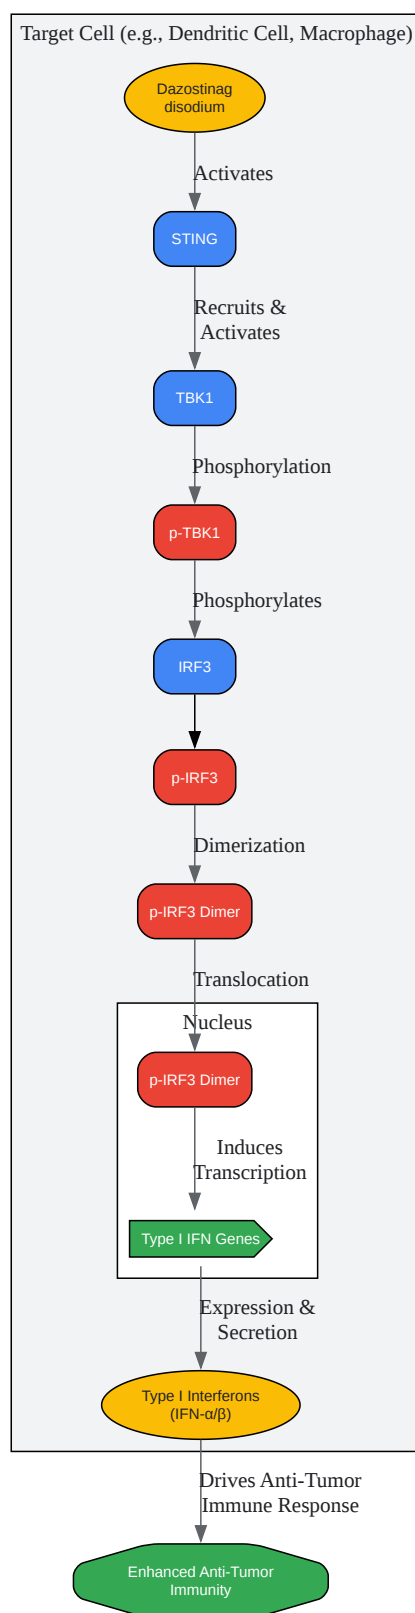 Target Cell (e.g., Dendritic Cell, Macrophage)
Dazostinag
disodium
Activates
STING
Recruits &
Activates
TBK1
Phosphorylation
p-TBK1
Phosphorylates
IRF3
p-IRF3
Dimerization
p-IRF3 Dimer
Translocation
Nucleus
p-IRF3 Dimer
Induces
Transcription
Type I IFN Genes
Expression &
Secretion
Type I Interferons
(IFN-α/β)
Drives Anti-Tumor
Immune Response
Enhanced Anti-Tumor
Immunity